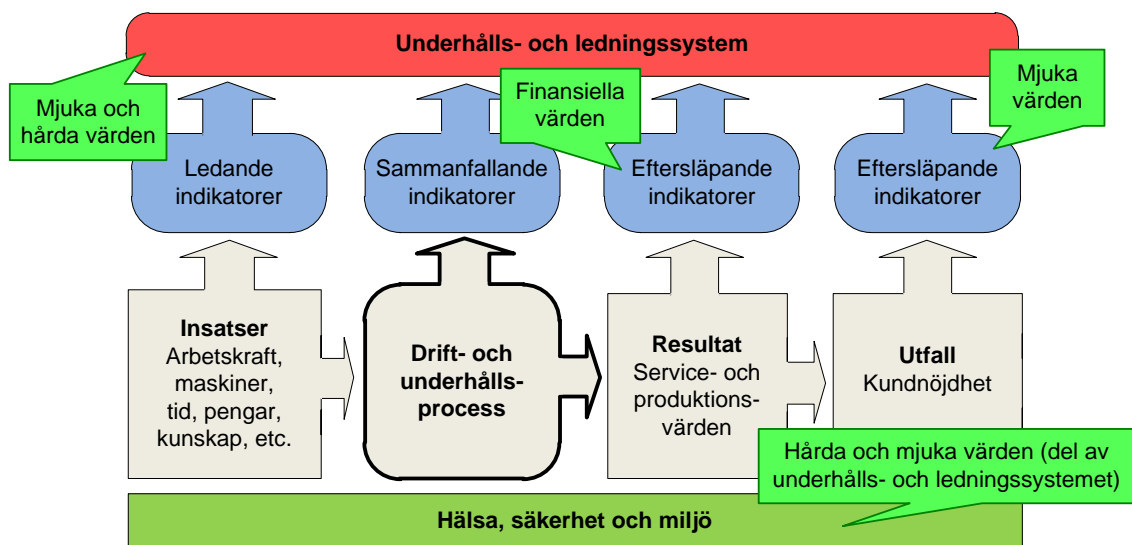 Underhålls- och ledningssystem
Mjuka och
hårda värden
Finansiella
värden
Mjuka
värden
Ledande
indikatorer
Sammanfallande
indikatorer
Eftersläpande
indikatorer
Eftersläpande
indikatorer
Insatser
Arbetskraft,
maskiner,
tid, pengar,
kunskap, etc.
Drift- och
underhålls-
process
Resultat
Service- och
produktions-
värden
Utfall
Kundnöjdhet
Hårda och mjuka värden (del av
underhålls- och ledningssystemet)
Hälsa, säkerhet och miljö